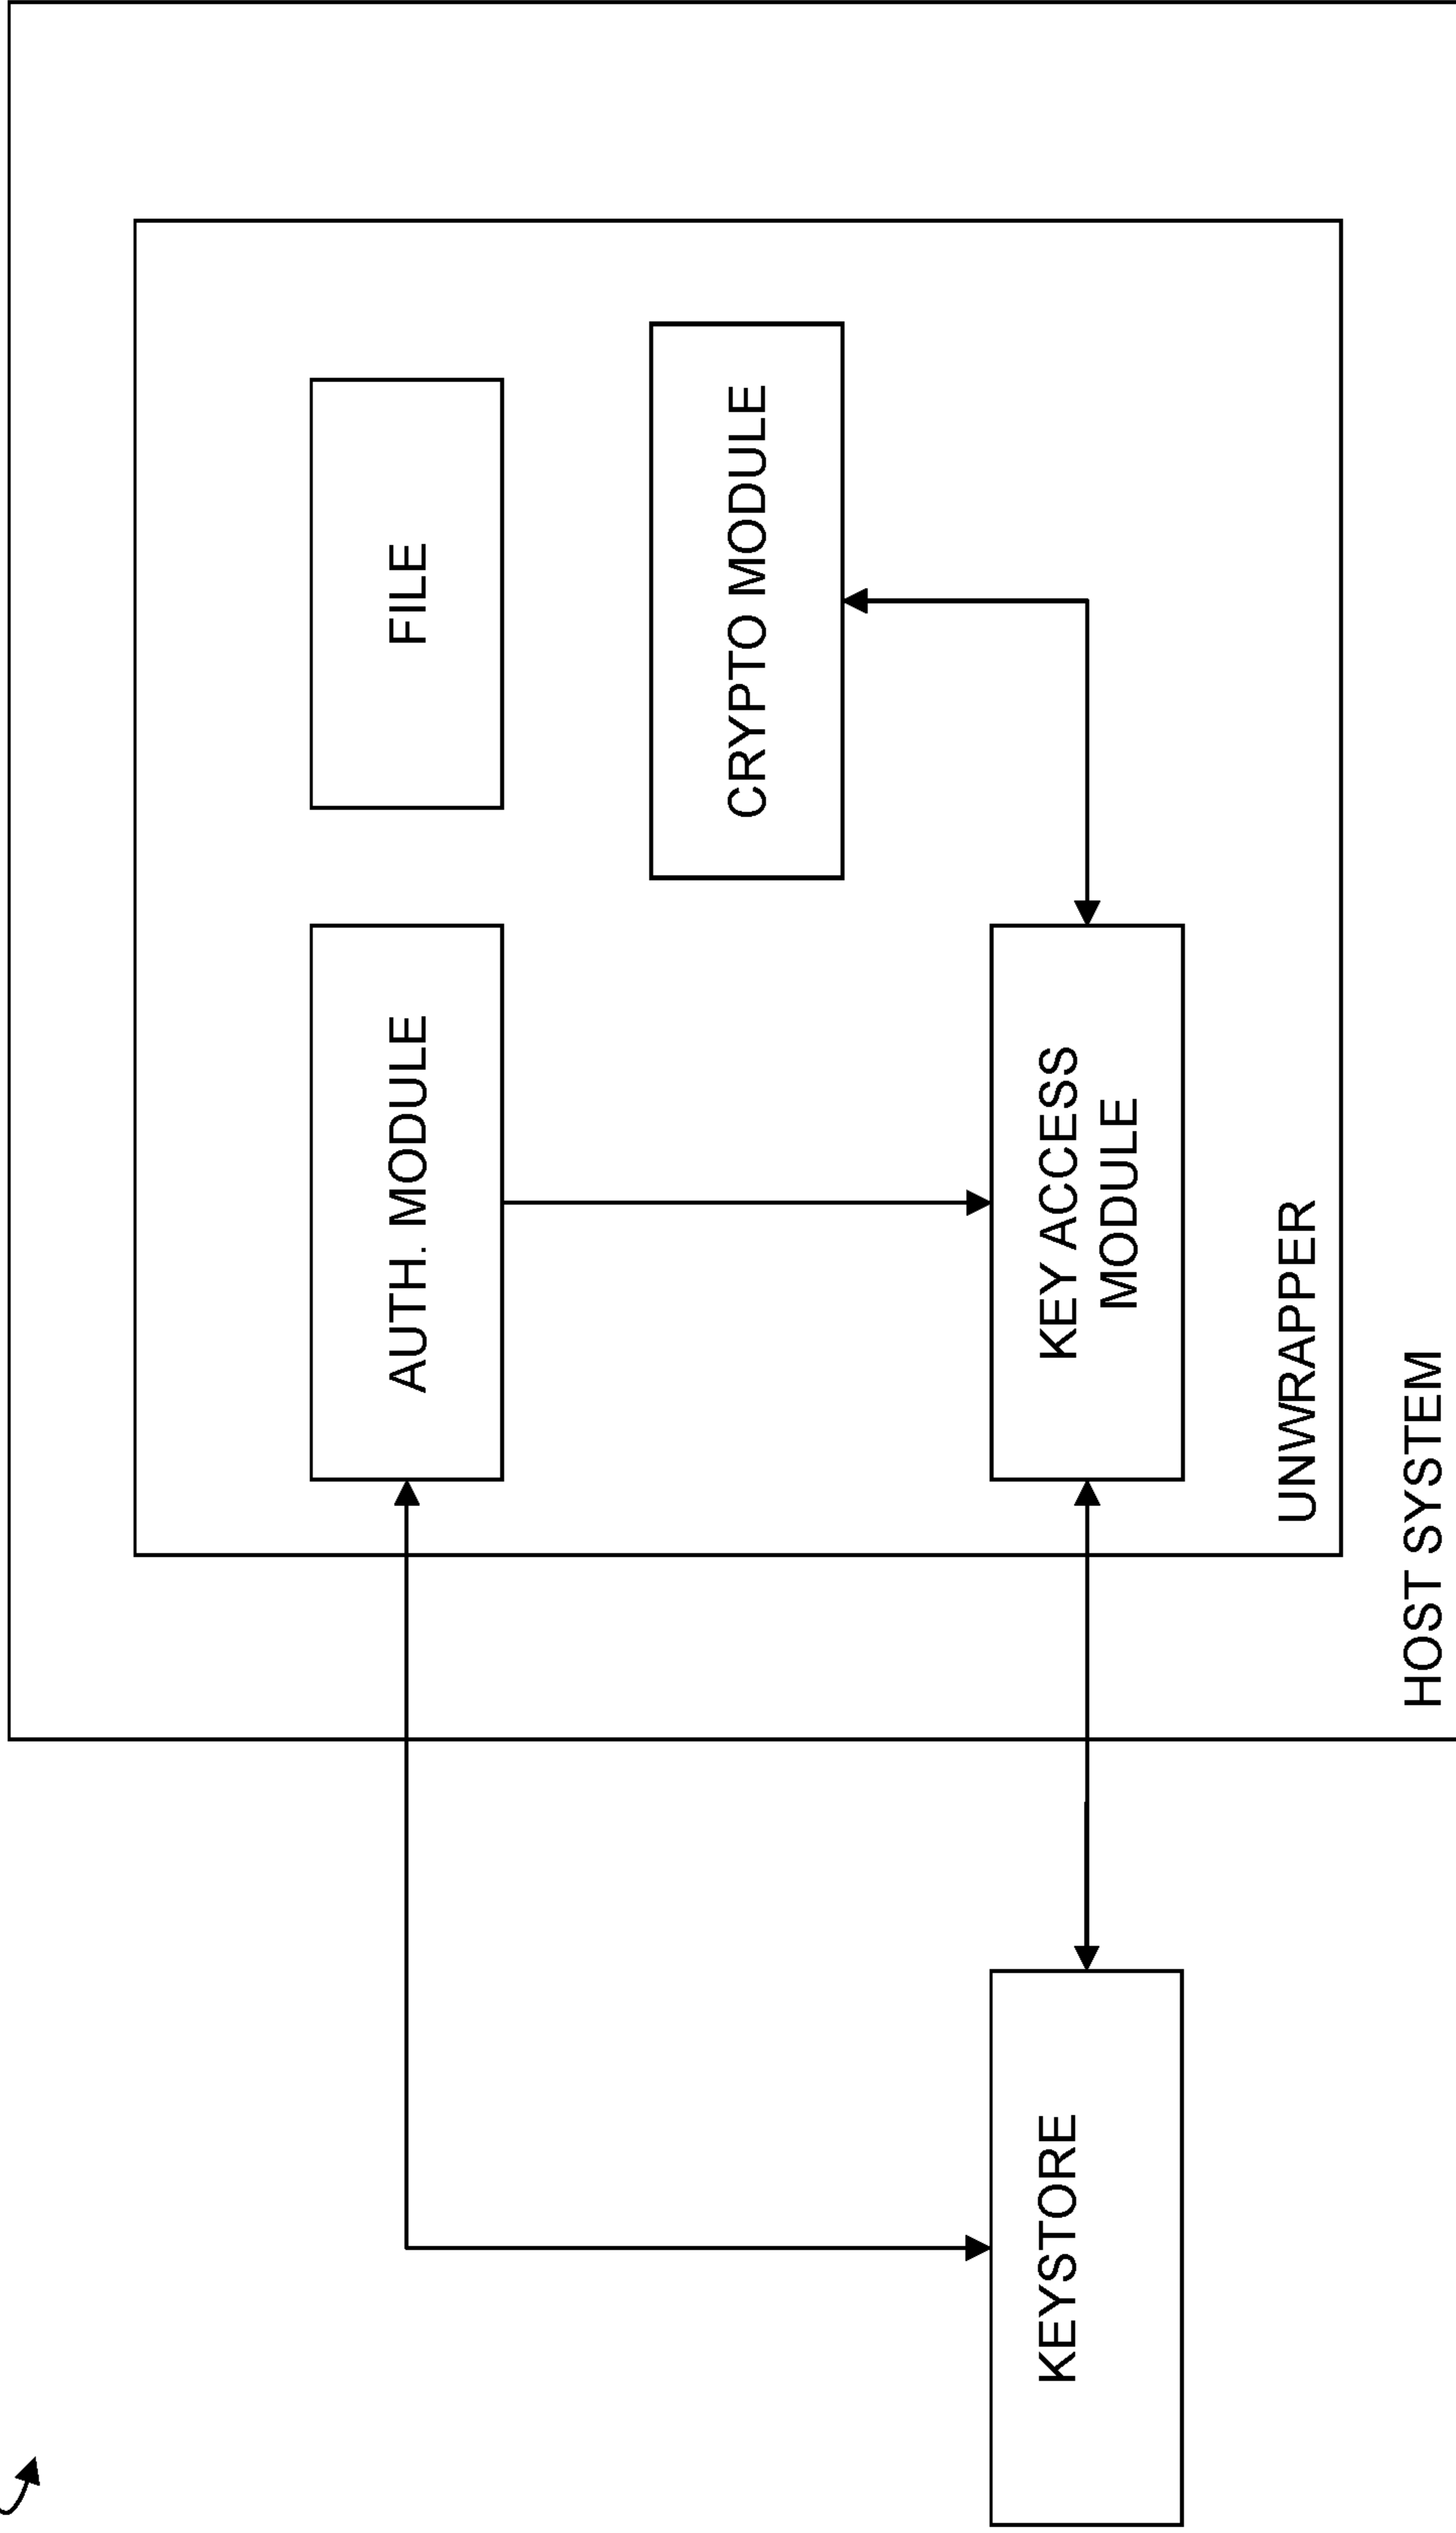 AUTH. MODULE
FILE
CRYPTO MODULE
KEYSTORE
KEY ACCESS
MODULE
UNWRAPPER
HOST SYSTEM